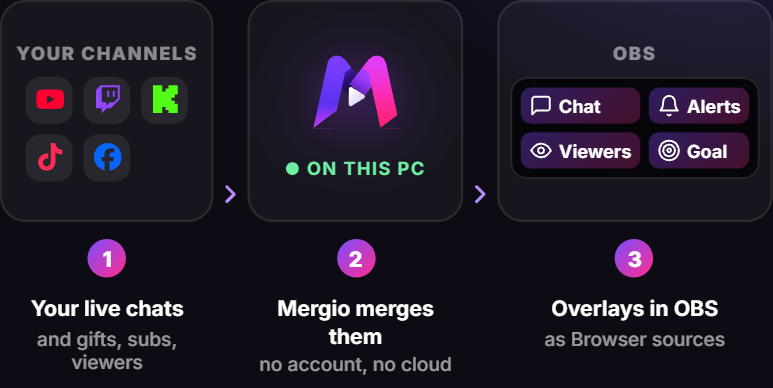 YOUR CHANNELS
ON THIS PC
OBS
Chat
Alerts
Viewers
Goal
1
Your live chats
and gifts, subs,
viewers
2
Mergio merges
them
no account, no cloud
3
Overlays in OBS
as Browser sources